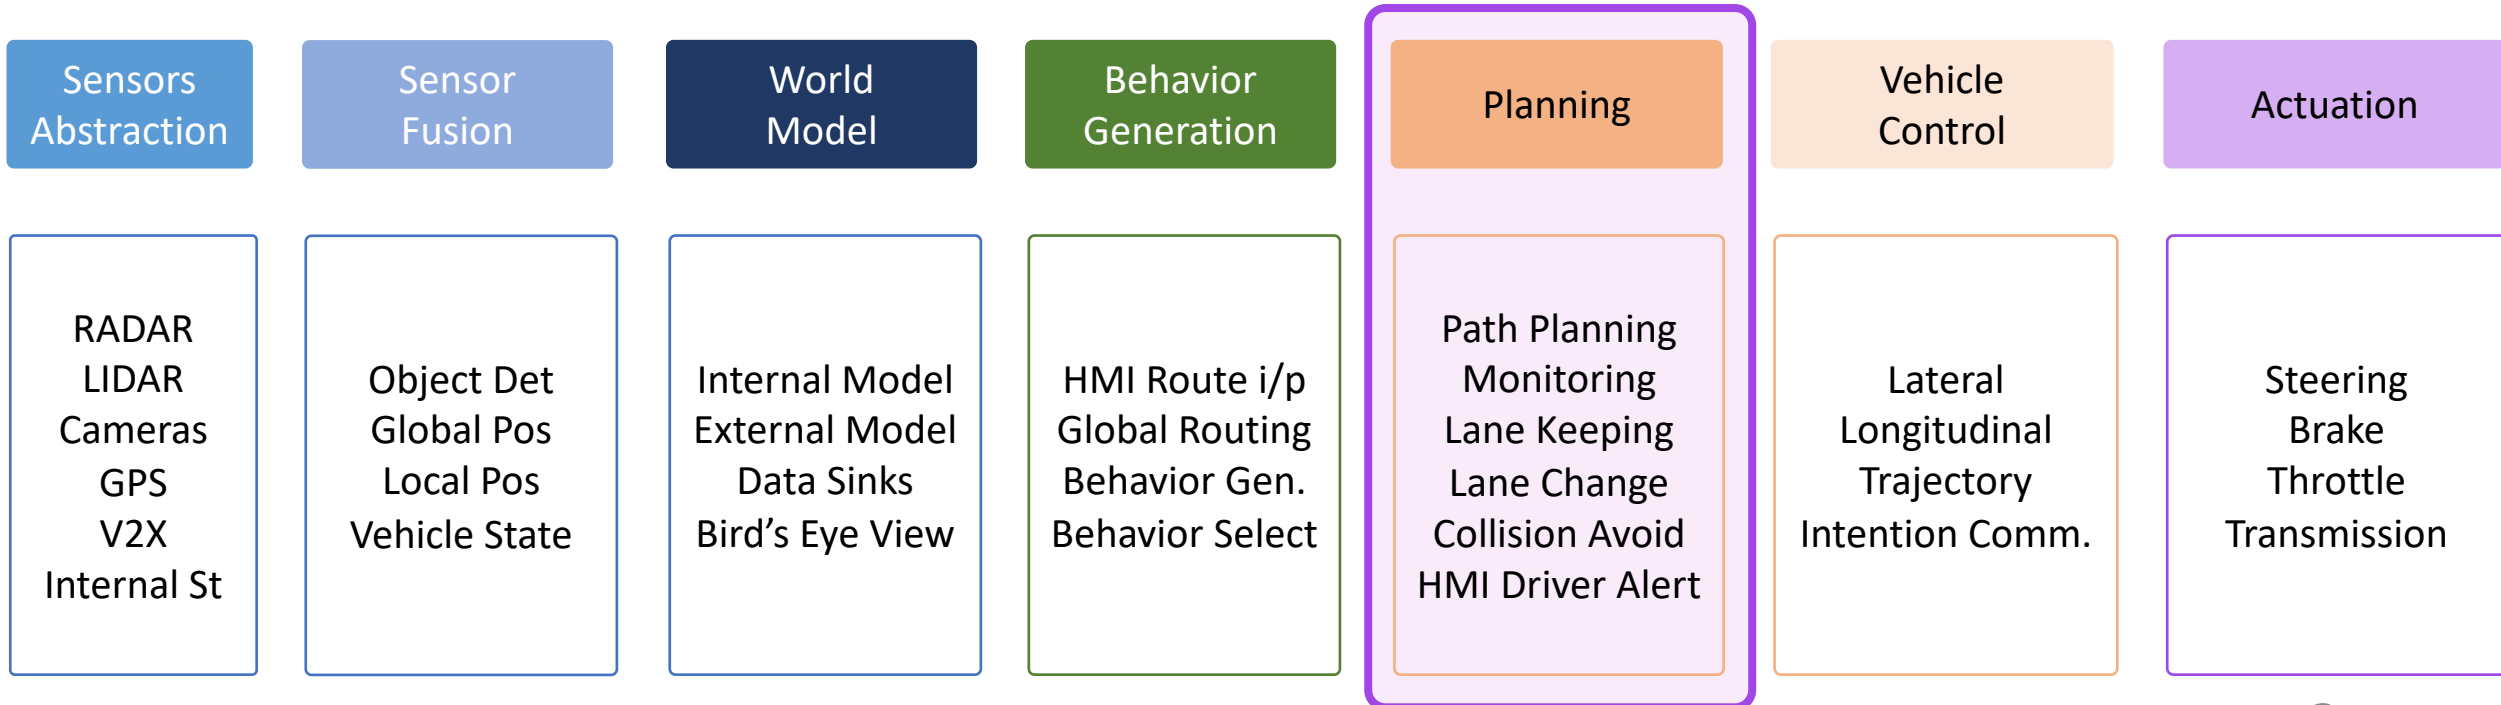 Sensors
Abstraction
Sensor
Fusion
World
Model
Behavior
Generation
Planning
Vehicle
Control
Actuation
RADAR
LIDAR
Cameras
GPS
V2X
Internal St
Object Det
Global Pos
Local Pos
Vehicle State
Internal Model
External Model
Data Sinks
Bird’s Eye View
HMI Route i/p
Global Routing
Behavior Gen.
Behavior Select
Path Planning
Monitoring
Lane Keeping
Lane Change
Collision Avoid
HMI Driver Alert
Lateral
Longitudinal
Trajectory
Intention Comm.
Steering
Brake
Throttle
Transmission